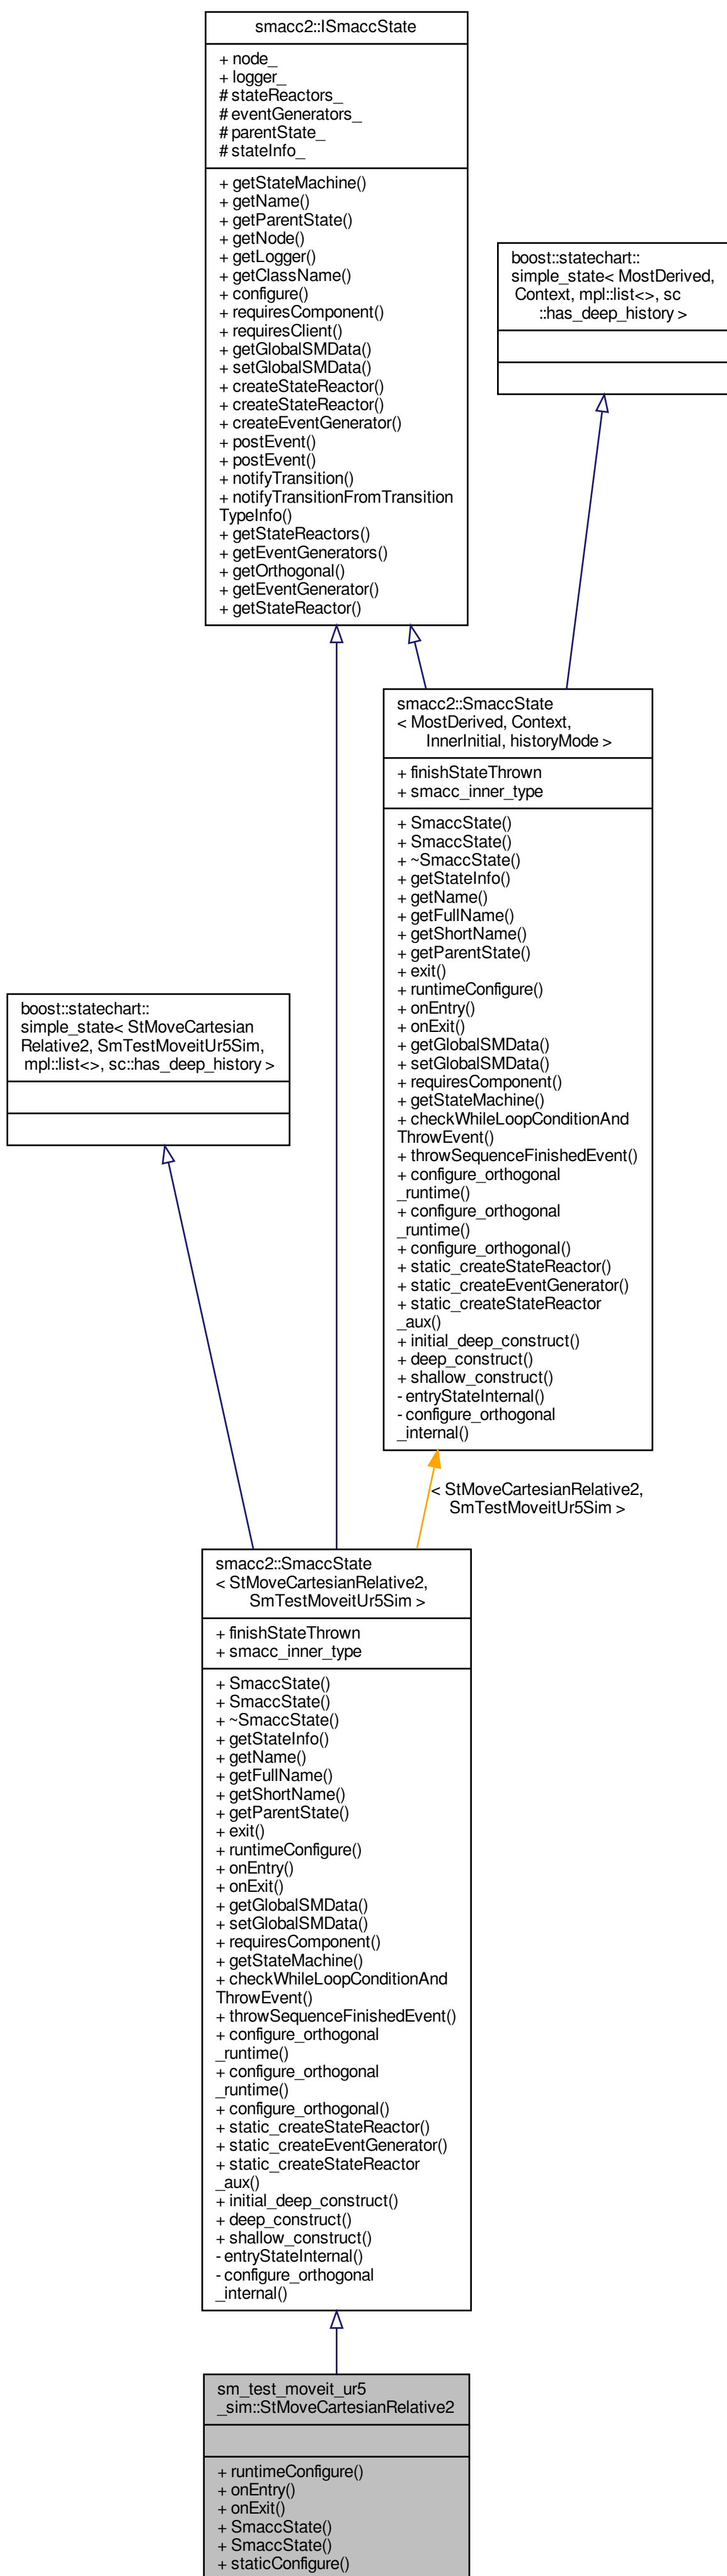 smacc2::ISmaccState
+ node_
+ logger_
# stateReactors_
# eventGenerators_
# parentState_
# stateInfo_
+ getStateMachine()
+ getName()
+ getParentState()
+ getNode()
+ getLogger()
+ getClassName()
+ configure()
+ requiresComponent()
+ requiresClient()
+ getGlobalSMData()
+ setGlobalSMData()
+ createStateReactor()
+ createStateReactor()
+ createEventGenerator()
+ postEvent()
+ postEvent()
+ notifyTransition()
+ notifyTransitionFromTransition
TypeInfo()
+ getStateReactors()
+ getEventGenerators()
+ getOrthogonal()
+ getEventGenerator()
+ getStateReactor()
boost::statechart::
simple_state< MostDerived,
Context, mpl::list<>, sc
::has_deep_history >
smacc2::SmaccState
< MostDerived, Context,
InnerInitial, historyMode >
+ finishStateThrown
+ smacc_inner_type
+ SmaccState()
+ SmaccState()
+ ~SmaccState()
+ getStateInfo()
+ getName()
+ getFullName()
+ getShortName()
+ getParentState()
+ exit()
+ runtimeConfigure()
+ onEntry()
+ onExit()
+ getGlobalSMData()
+ setGlobalSMData()
+ requiresComponent()
+ getStateMachine()
+ checkWhileLoopConditionAnd
ThrowEvent()
+ throwSequenceFinishedEvent()
+ configure_orthogonal
_runtime()
+ configure_orthogonal
_runtime()
+ configure_orthogonal()
+ static_createStateReactor()
+ static_createEventGenerator()
+ static_createStateReactor
_aux()
+ initial_deep_construct()
+ deep_construct()
+ shallow_construct()
- entryStateInternal()
- configure_orthogonal
_internal()
boost::statechart::
simple_state< StMoveCartesian
Relative2, SmTestMoveitUr5Sim,
mpl::list<>, sc::has_deep_history >
< StMoveCartesianRelative2,
SmTestMoveitUr5Sim >
smacc2::SmaccState
< StMoveCartesianRelative2,
SmTestMoveitUr5Sim >
+ finishStateThrown
+ smacc_inner_type
+ SmaccState()
+ SmaccState()
+ ~SmaccState()
+ getStateInfo()
+ getName()
+ getFullName()
+ getShortName()
+ getParentState()
+ exit()
+ runtimeConfigure()
+ onEntry()
+ onExit()
+ getGlobalSMData()
+ setGlobalSMData()
+ requiresComponent()
+ getStateMachine()
+ checkWhileLoopConditionAnd
ThrowEvent()
+ throwSequenceFinishedEvent()
+ configure_orthogonal
_runtime()
+ configure_orthogonal
_runtime()
+ configure_orthogonal()
+ static_createStateReactor()
+ static_createEventGenerator()
+ static_createStateReactor
_aux()
+ initial_deep_construct()
+ deep_construct()
+ shallow_construct()
- entryStateInternal()
- configure_orthogonal
_internal()
sm_test_moveit_ur5
_sim::StMoveCartesianRelative2
+ runtimeConfigure()
+ onEntry()
+ onExit()
+ SmaccState()
+ SmaccState()
+ staticConfigure()